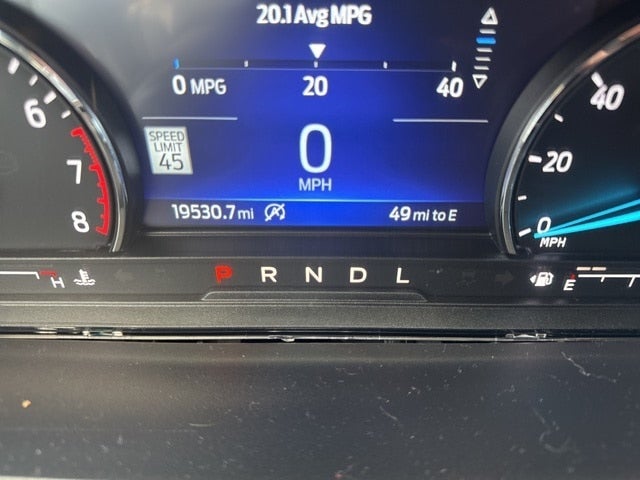 20.1 Avg MPG
0 MPG 20 40
SPEED
LIMIT
45
0
MPH
19530.7 mi A 49 mi to E
6
7
8
40
20
0
MPH
H P R N D L E